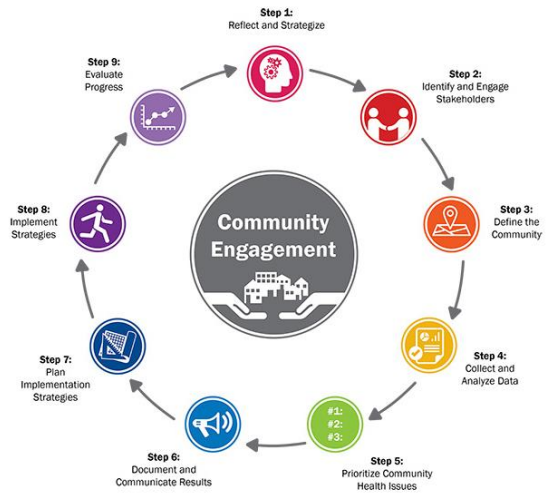 Step 1:
Reflect and Strategize
Step 2:
Identify and Engage
Stakeholders
Step 3:
Define the
Community
Step 4:
Collect and
Analyze Data
Step 5:
Prioritize Community
Health Issues
#1:
#2:
#3:
Step 6:
Document and
Communicate Results
Step 7:
Plan
Implementation
Strategies
Step 8:
Implement
Strategies
Step 9:
Evaluate
Progress
Community
Engagement